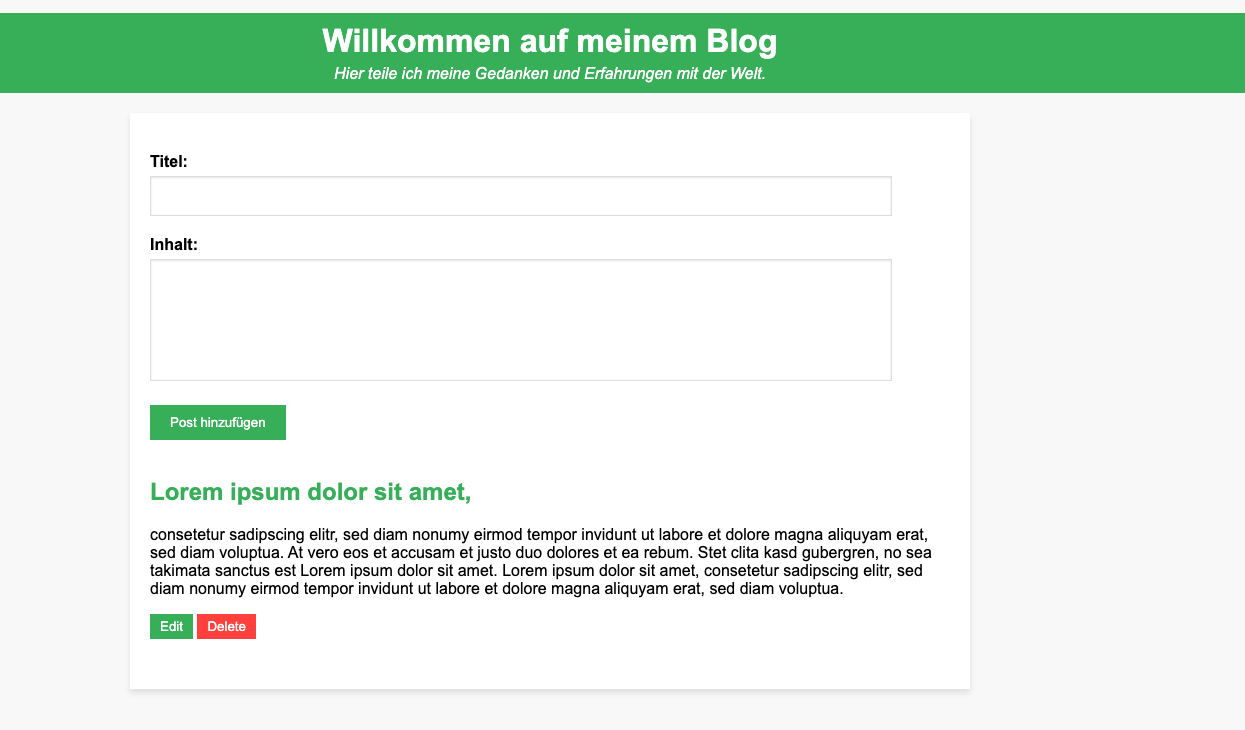 Willkommen auf meinem Blog
Hier teile ich meine Gedanken und Erfahrungen mit der Welt.
Titel:
Inhalt:
Post hinzufügen
Lorem ipsum dolor sit amet,
consetetur sadipscing elitr, sed diam nonumy eirmod tempor invidunt ut labore et dolore magna aliquyam erat,
sed diam voluptua. At vero eos et accusam et justo duo dolores et ea rebum. Stet clita kasd gubergren, no sea
takimata sanctus est Lorem ipsum dolor sit amet. Lorem ipsum dolor sit amet, consetetur sadipscing elitr, sed
diam nonumy eirmod tempor invidunt ut labore et dolore magna aliquyam erat, sed diam voluptua.
Edit Delete